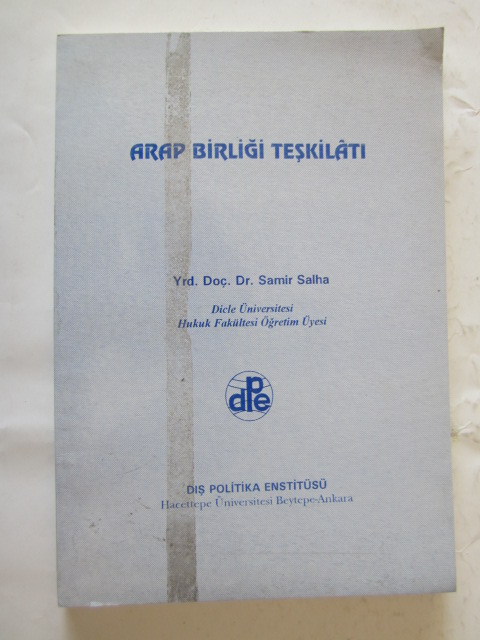 ARAP BİRLİĞİ TEŞKİLÂTI
Yrd. Doç. Dr. Samir Salha
Dicle Üniversitesi
Hukuk Fakültesi Öğretim Üyesi
dpe
DIŞ POLİTİKA ENSTİTÜSÜ
Hacettepe Üniversitesi Beytepe-Ankara